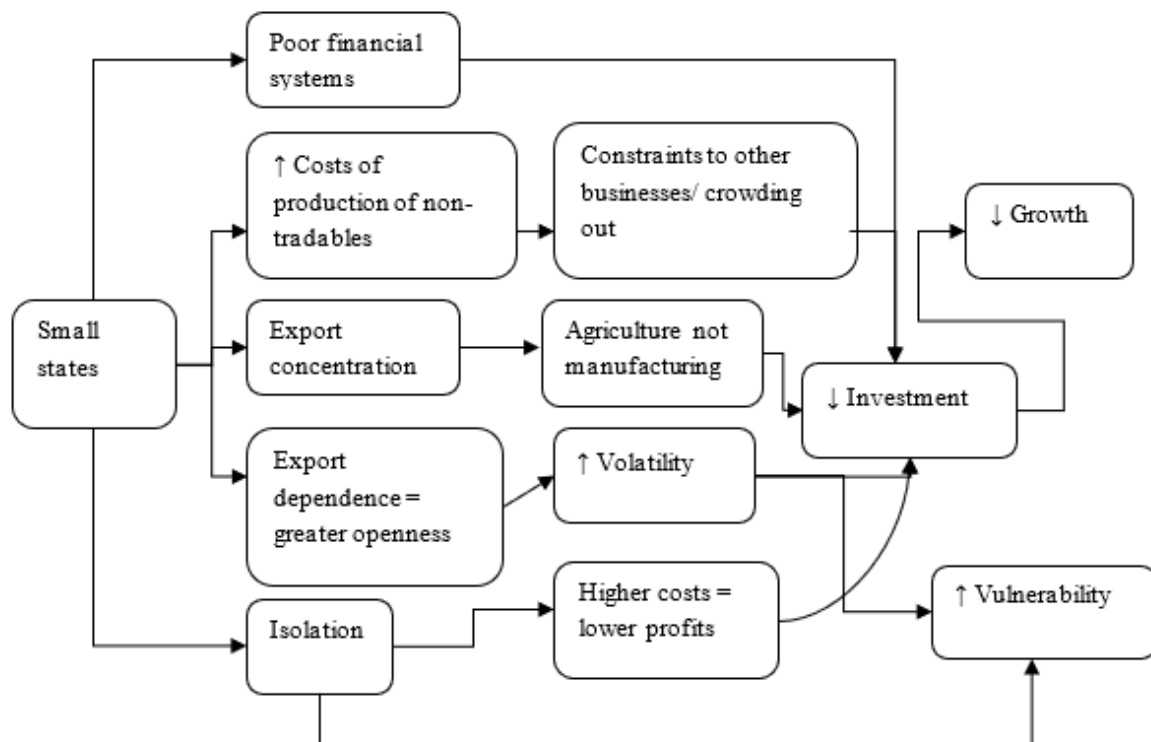 Poor financial
systems
↑ Costs of
production of non-
tradables
Constraints to other
businesses/ crowding
out
↓ Growth
Small
states
Export
concentration
Agriculture not
manufacturing
↓ Investment
Export
dependence =
greater openness
↑ Volatility
Isolation
Higher costs =
lower profits
↑ Vulnerability